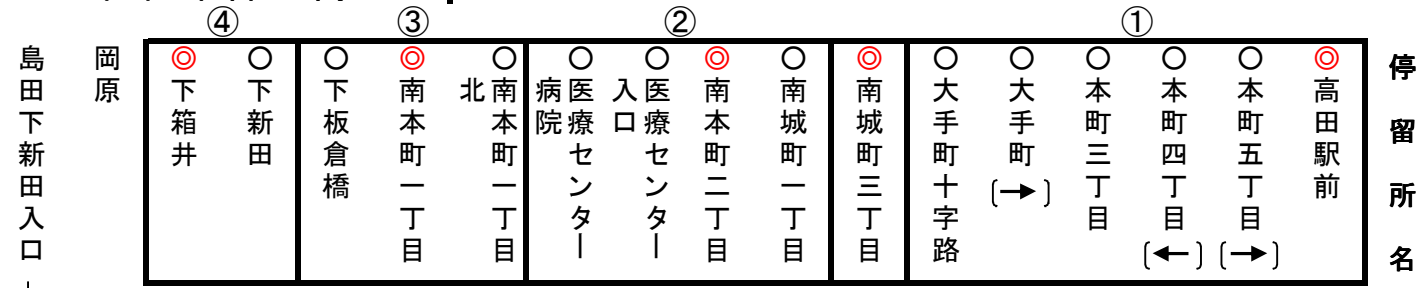 ④ ③ ② ①
停留所名
◎高田駅前
○本町五丁目(→)
○本町四丁目(←)
○本町三丁目
○大手町(→)
○大手町十字路
◎南城町三丁目
○南城町一丁目
◎南本町二丁目
○医療センター入口
○医療センター病院
○南本町一丁目北
◎南本町一丁目
○下板倉橋
○下新田
◎下箱井
岡原
島田下新田入口